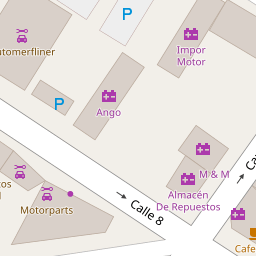 P
Impor
Motor
utomerfliner
P
Ango
M & M
Almacén
De Repuestos
Motorparts
Calle 8
Cafe